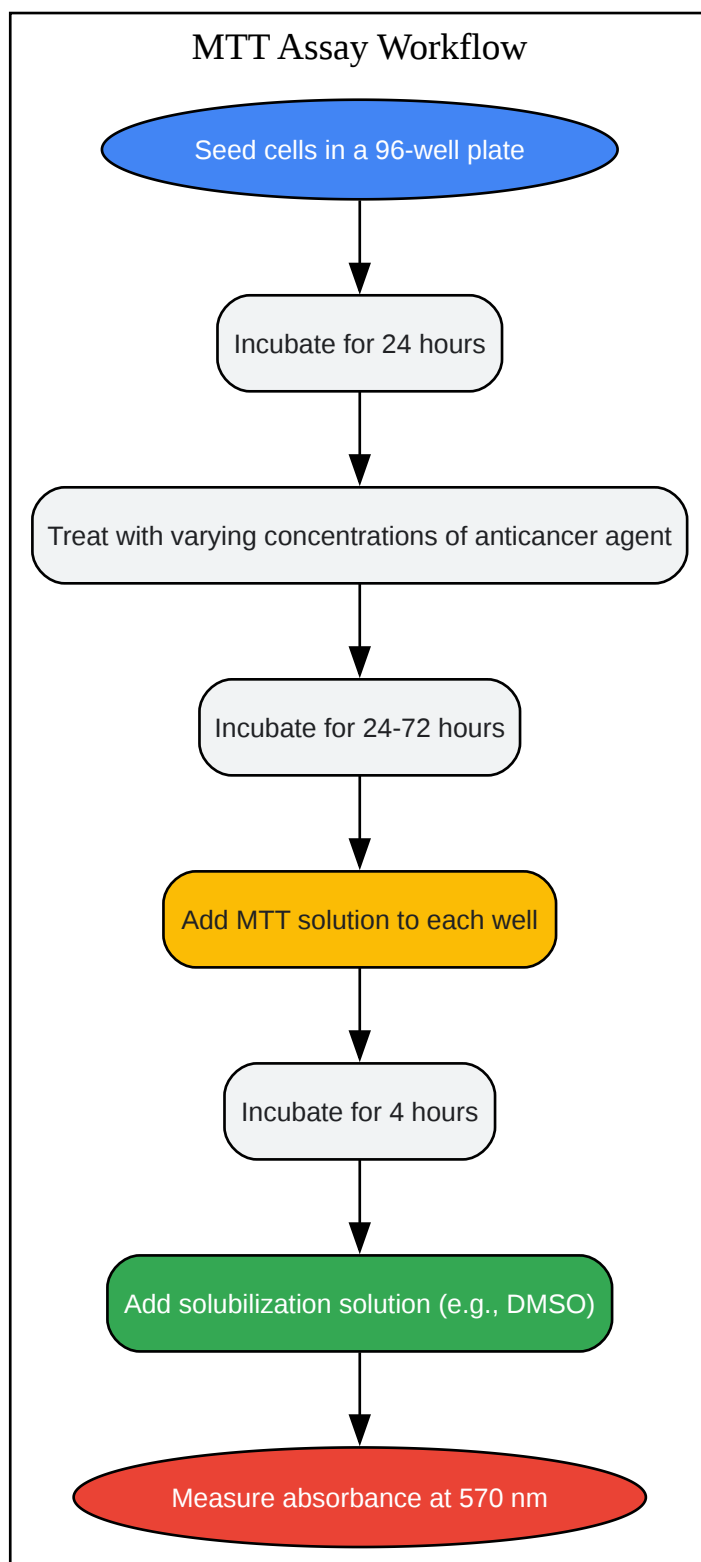 MTT Assay Workflow
Seed cells in a 96-well plate
Incubate for 24 hours
Treat with varying concentrations of anticancer agent
Incubate for 24-72 hours
Add MTT solution to each well
Incubate for 4 hours
Add solubilization solution (e.g., DMSO)
Measure absorbance at 570 nm